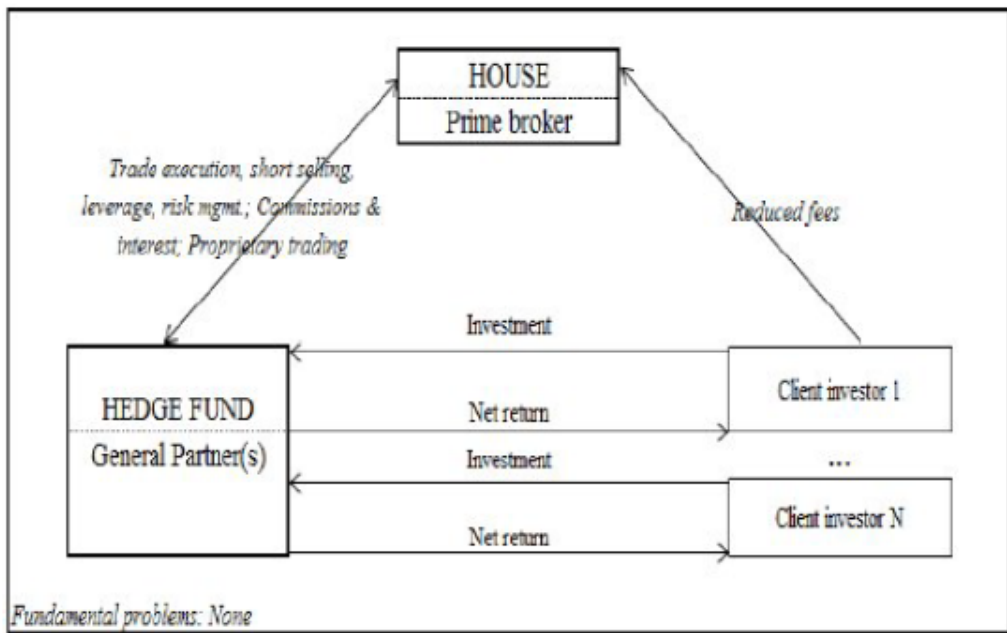 HOUSE
Prime broker
Trade execution, short selling,
leverage, risk mgmt.; Commissions &
interest; Proprietary trading
Reduced fees
Investment
Client investor 1
HEDGE FUND
Net return
General Partner(s)
Investment
...
Client investor N
Net return
Fundamental problems: None